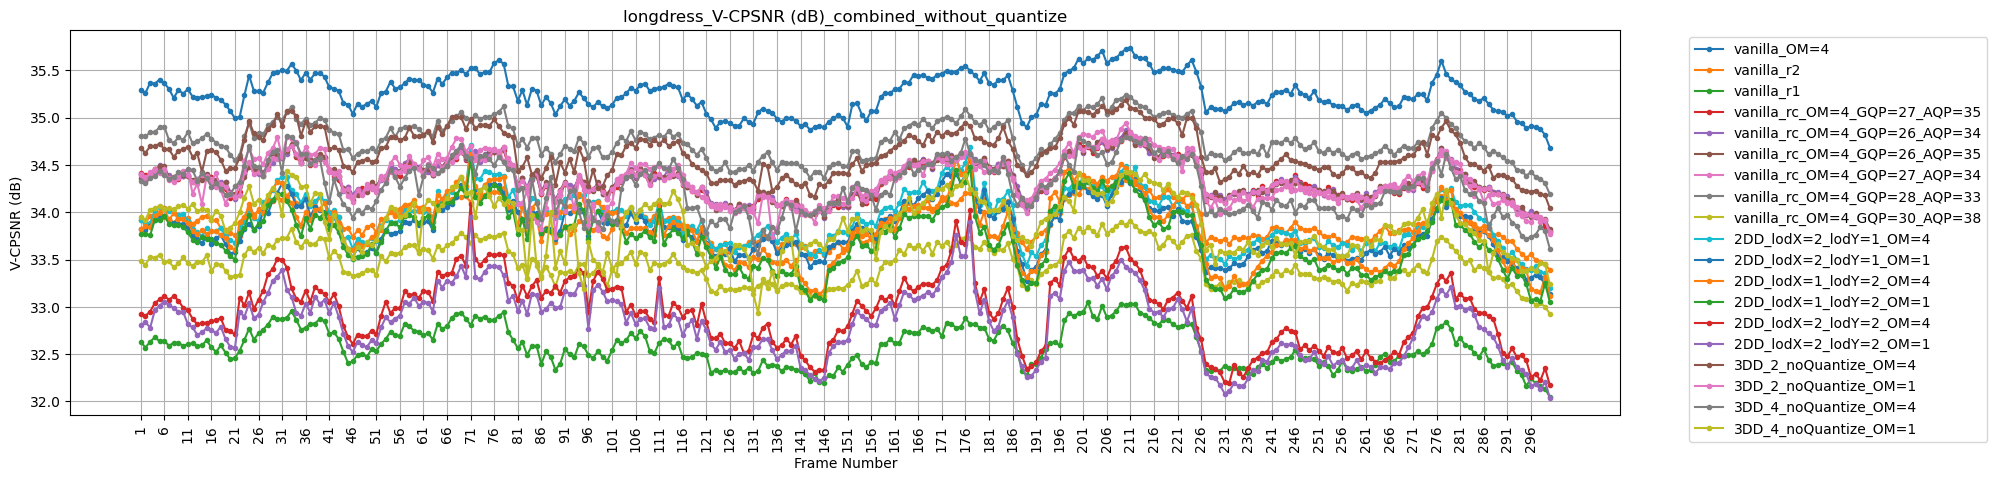 longdress_V-CPSNR (dB)_combined_without_quantize
V-CPSNR (dB)
35.5
35.0
34.5
34.0
33.5
33.0
32.5
32.0
1 6 11 16 21 26 31 36 41 46 51 56 61 66 71 76 81 86 91 96 101 106 111 116 121 126 131 136 141 146 151 156 161 166 171 176 181 186 191 196 201 206 211 216 221 226 231 236 241 246 251 256 261 266 271 276 281 286 291 296
Frame Number
vanilla_OM=4
vanilla_r2
vanilla_r1
vanilla_rc_OM=4_GQP=27_AQP=35
vanilla_rc_OM=4_GQP=26_AQP=34
vanilla_rc_OM=4_GQP=26_AQP=35
vanilla_rc_OM=4_GQP=27_AQP=34
vanilla_rc_OM=4_GQP=28_AQP=33
vanilla_rc_OM=4_GQP=30_AQP=38
2DD_lodX=2_lodY=1_OM=4
2DD_lodX=2_lodY=1_OM=1
2DD_lodX=1_lodY=2_OM=4
2DD_lodX=1_lodY=2_OM=1
2DD_lodX=2_lodY=2_OM=4
2DD_lodX=2_lodY=2_OM=1
3DD_2_noQuantize_OM=4
3DD_2_noQuantize_OM=1
3DD_4_noQuantize_OM=4
3DD_4_noQuantize_OM=1